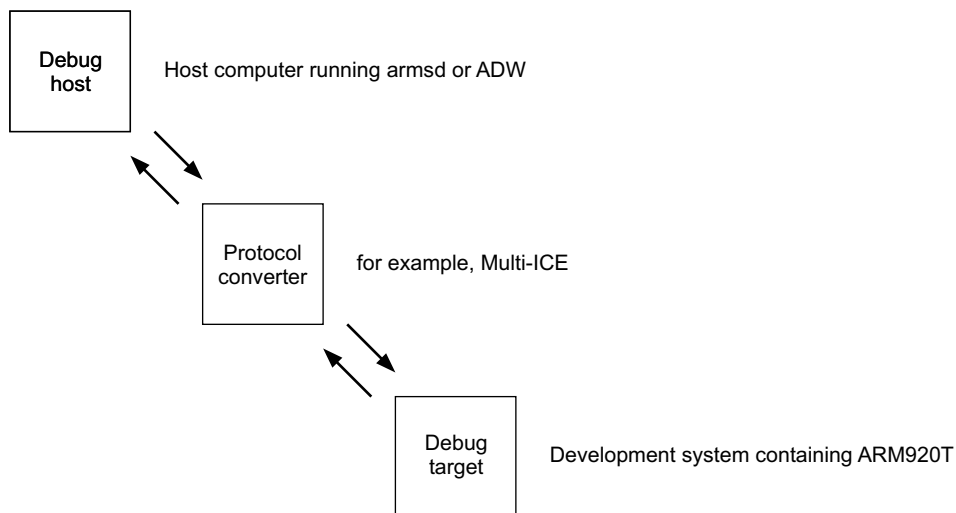 Debug
host
Host computer running armsd or ADW
Protocol
converter
for example, Multi-ICE
Debug
target
Development system containing ARM920T